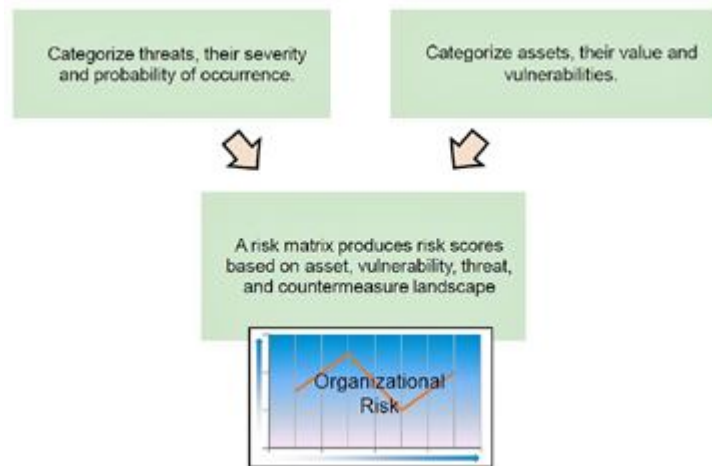 Categorize threats, their severity
and probability of occurrence.
Categorize assets, their value and
vulnerabilities.
A risk matrix produces risk scores
based on asset, vulnerability, threat,
and countermeasure landscape
Organizational
Risk